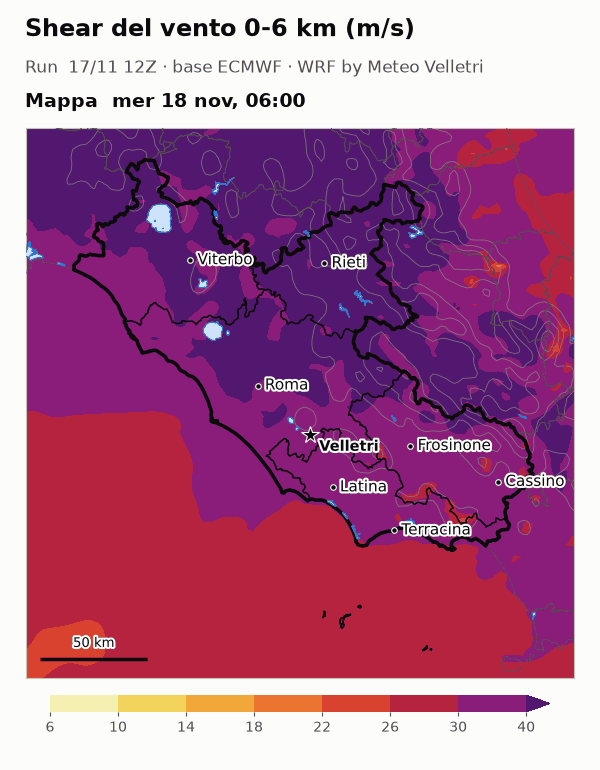 Shear del vento 0-6 km (m/s)
Run  17/11 12Z · base ECMWF · WRF by Meteo Velletri
Mappa  mer 18 nov, 06:00
Viterbo
Rieti
Roma
Velletri
Frosinone
Cassino
Latina
Terracina
50 km
6 10 14 18 22 26 30 40